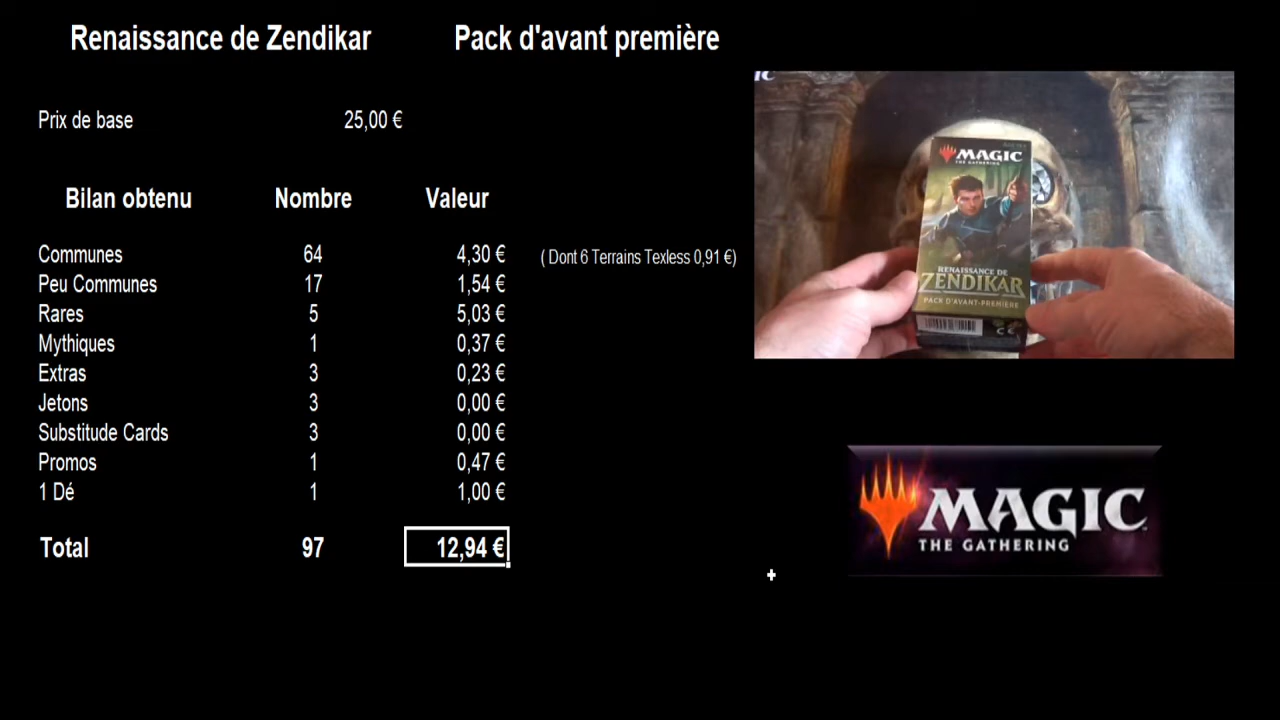 Renaissance de Zendikar Pack d'avant première
Prix de base 25,00 €
Bilan obtenu Nombre Valeur
Communes 64 4,30 € ( Dont 6 Terrains Texless 0,91 €)
Peu Communes 17 1,54 €
Rares 5 5,03 €
Mythiques 1 0,37 €
Extras 3 0,23 €
Jetons 3 0,00 €
Substitude Cards 3 0,00 €
Promos 1 0,47 €
1 Dé 1 1,00 €
Total 97 12,94 €
MAGIC
THE GATHERING
RENAISSANCE DE
ZENDIKAR
PACK D'AVANT-PREMIÈRE
CE
MAGIC
THE GATHERING